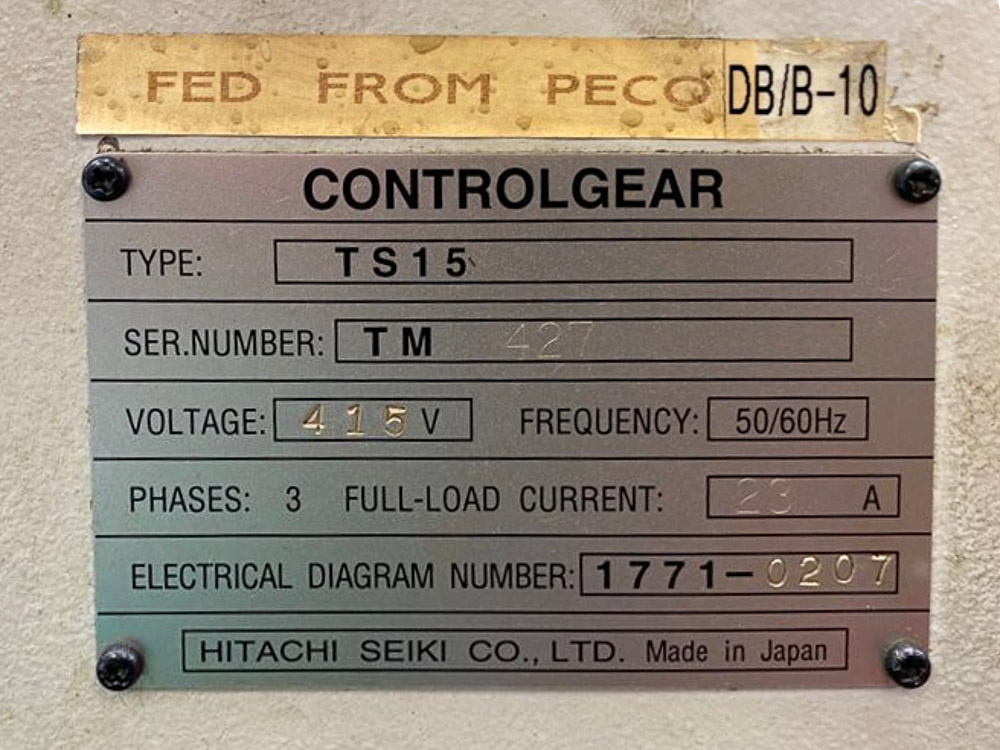 FED FROM PECO DB/B-10
CONTROLGEAR
TYPE: TS15
SER.NUMBER: TM 427
VOLTAGE: 415 V FREQUENCY: 50/60Hz
PHASES: 3 FULL-LOAD CURRENT: 23 A
ELECTRICAL DIAGRAM NUMBER: 1771-0207
HITACHI SEIKI CO., LTD. Made in Japan